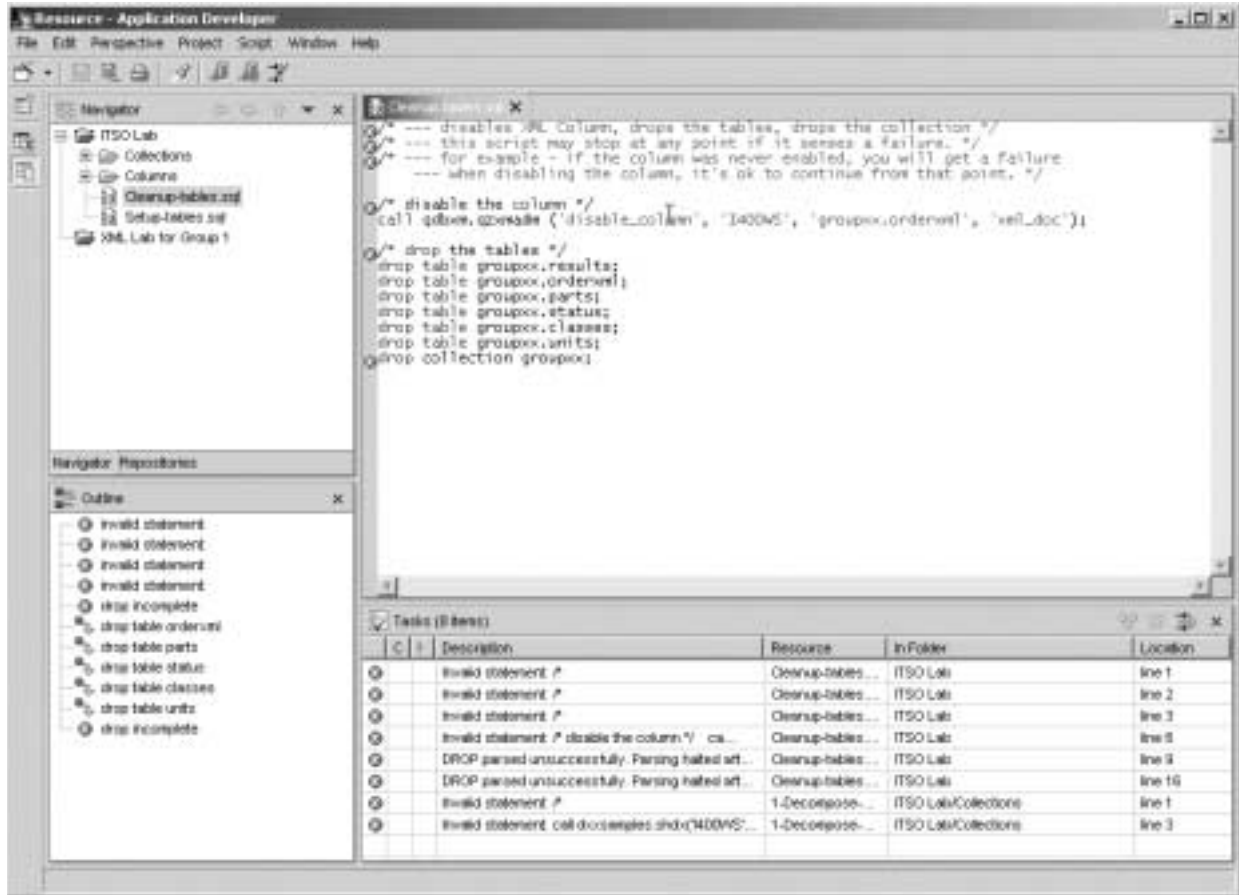 Resource - Application Developer
File Edit Perspective Project Script Window Help
Navigator
ITSO Lab
Collections
Columns
Cleanup-tables.sql
Setup-tables.sql
XML Lab for Group 1
Navigator Repositories
/* --- disables XML Column, drops the tables, drops the collection */
/* --- this script may stop at any point if it senses a failure. */
/* --- for example - if the column was never enabled, you will get a failure
--- when disabling the column, it's ok to continue from that point. */
/* disable the column */
call qdbxm.qzxmadm ('disable_column', 'I400WS', 'groupxx.orderxml', 'xml_doc');
/* drop the tables */
drop table groupxx.results;
drop table groupxx.orderxml;
drop table groupxx.parts;
drop table groupxx.status;
drop table groupxx.classes;
drop table groupxx.units;
drop collection groupxx;
Outline
invalid statement
invalid statement
invalid statement
invalid statement
drop incomplete
drop table orderxml
drop table parts
drop table status
drop table classes
drop table units
drop incomplete
Tasks (8 items)
C ! Description Resource In Folder Location
Invalid statement: /* Cleanup-tables... ITSO Lab line 1
Invalid statement: /* Cleanup-tables... ITSO Lab line 2
Invalid statement: /* Cleanup-tables... ITSO Lab line 3
Invalid statement: /* disable the column */ ca... Cleanup-tables... ITSO Lab line 6
DROP parsed unsuccessfully. Parsing halted aft... Cleanup-tables... ITSO Lab line 9
DROP parsed unsuccessfully. Parsing halted aft... Cleanup-tables... ITSO Lab line 16
Invalid statement: /* 1-Decompose-... ITSO Lab/Collections line 1
Invalid statement: call 1-Decompose-... ITSO Lab/Collections line 3